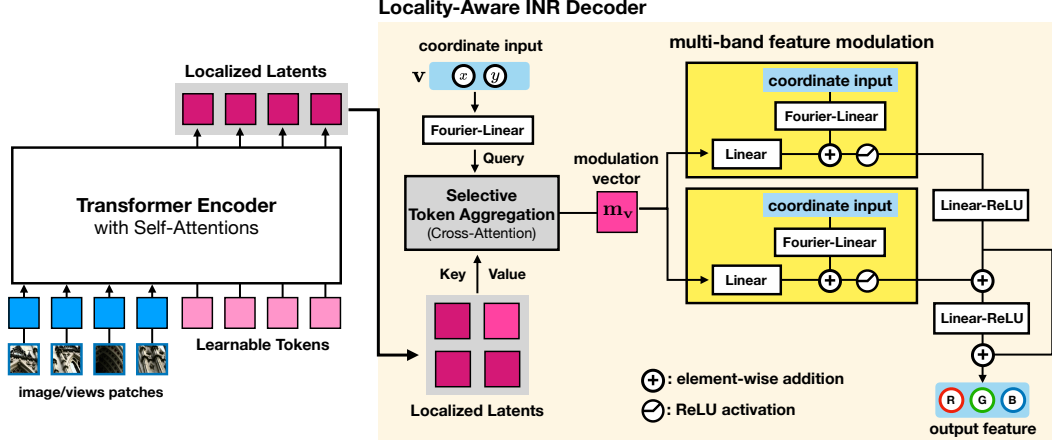 Locality-Aware INR Decoder
Localized Latents
Transformer Encoder
with Self-Attentions
Learnable Tokens
image/views patches
coordinate input
v x y
Fourier-Linear
Query
Selective
Token Aggregation
(Cross-Attention)
Key Value
Localized Latents
modulation
vector
m_v
multi-band feature modulation
coordinate input
Fourier-Linear
Linear +
coordinate input
Fourier-Linear
Linear +
Linear-ReLU
+
Linear-ReLU
+
R G B
output feature
+ : element-wise addition
: ReLU activation